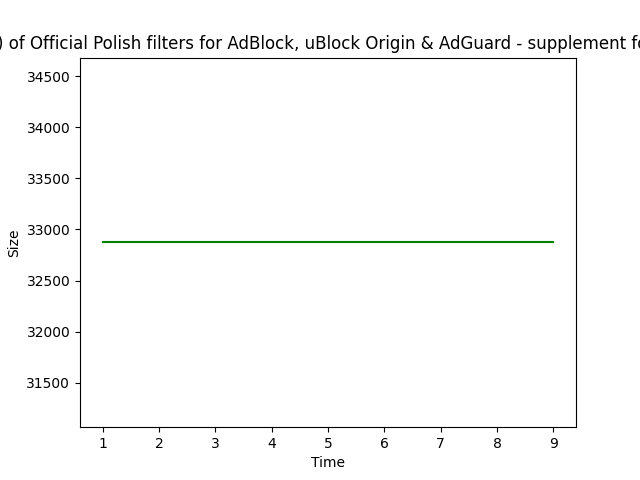 ) of Official Polish filters for AdBlock, uBlock Origin & AdGuard - supplement fo
34500
34000
33500
33000
32500
32000
31500
Size
1 2 3 4 5 6 7 8 9
Time